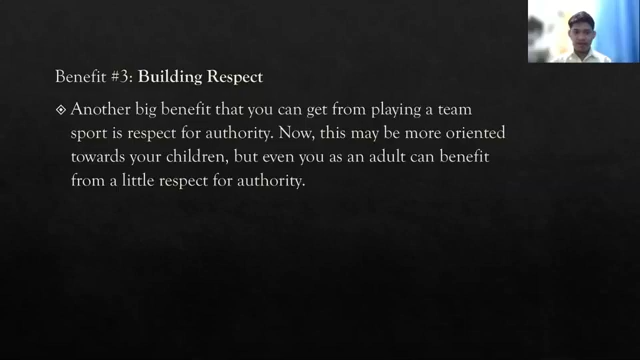 Benefit #3: Building Respect
Another big benefit that you can get from playing a team
sport is respect for authority. Now, this may be more oriented
towards your children, but even you as an adult can benefit
from a little respect for authority.